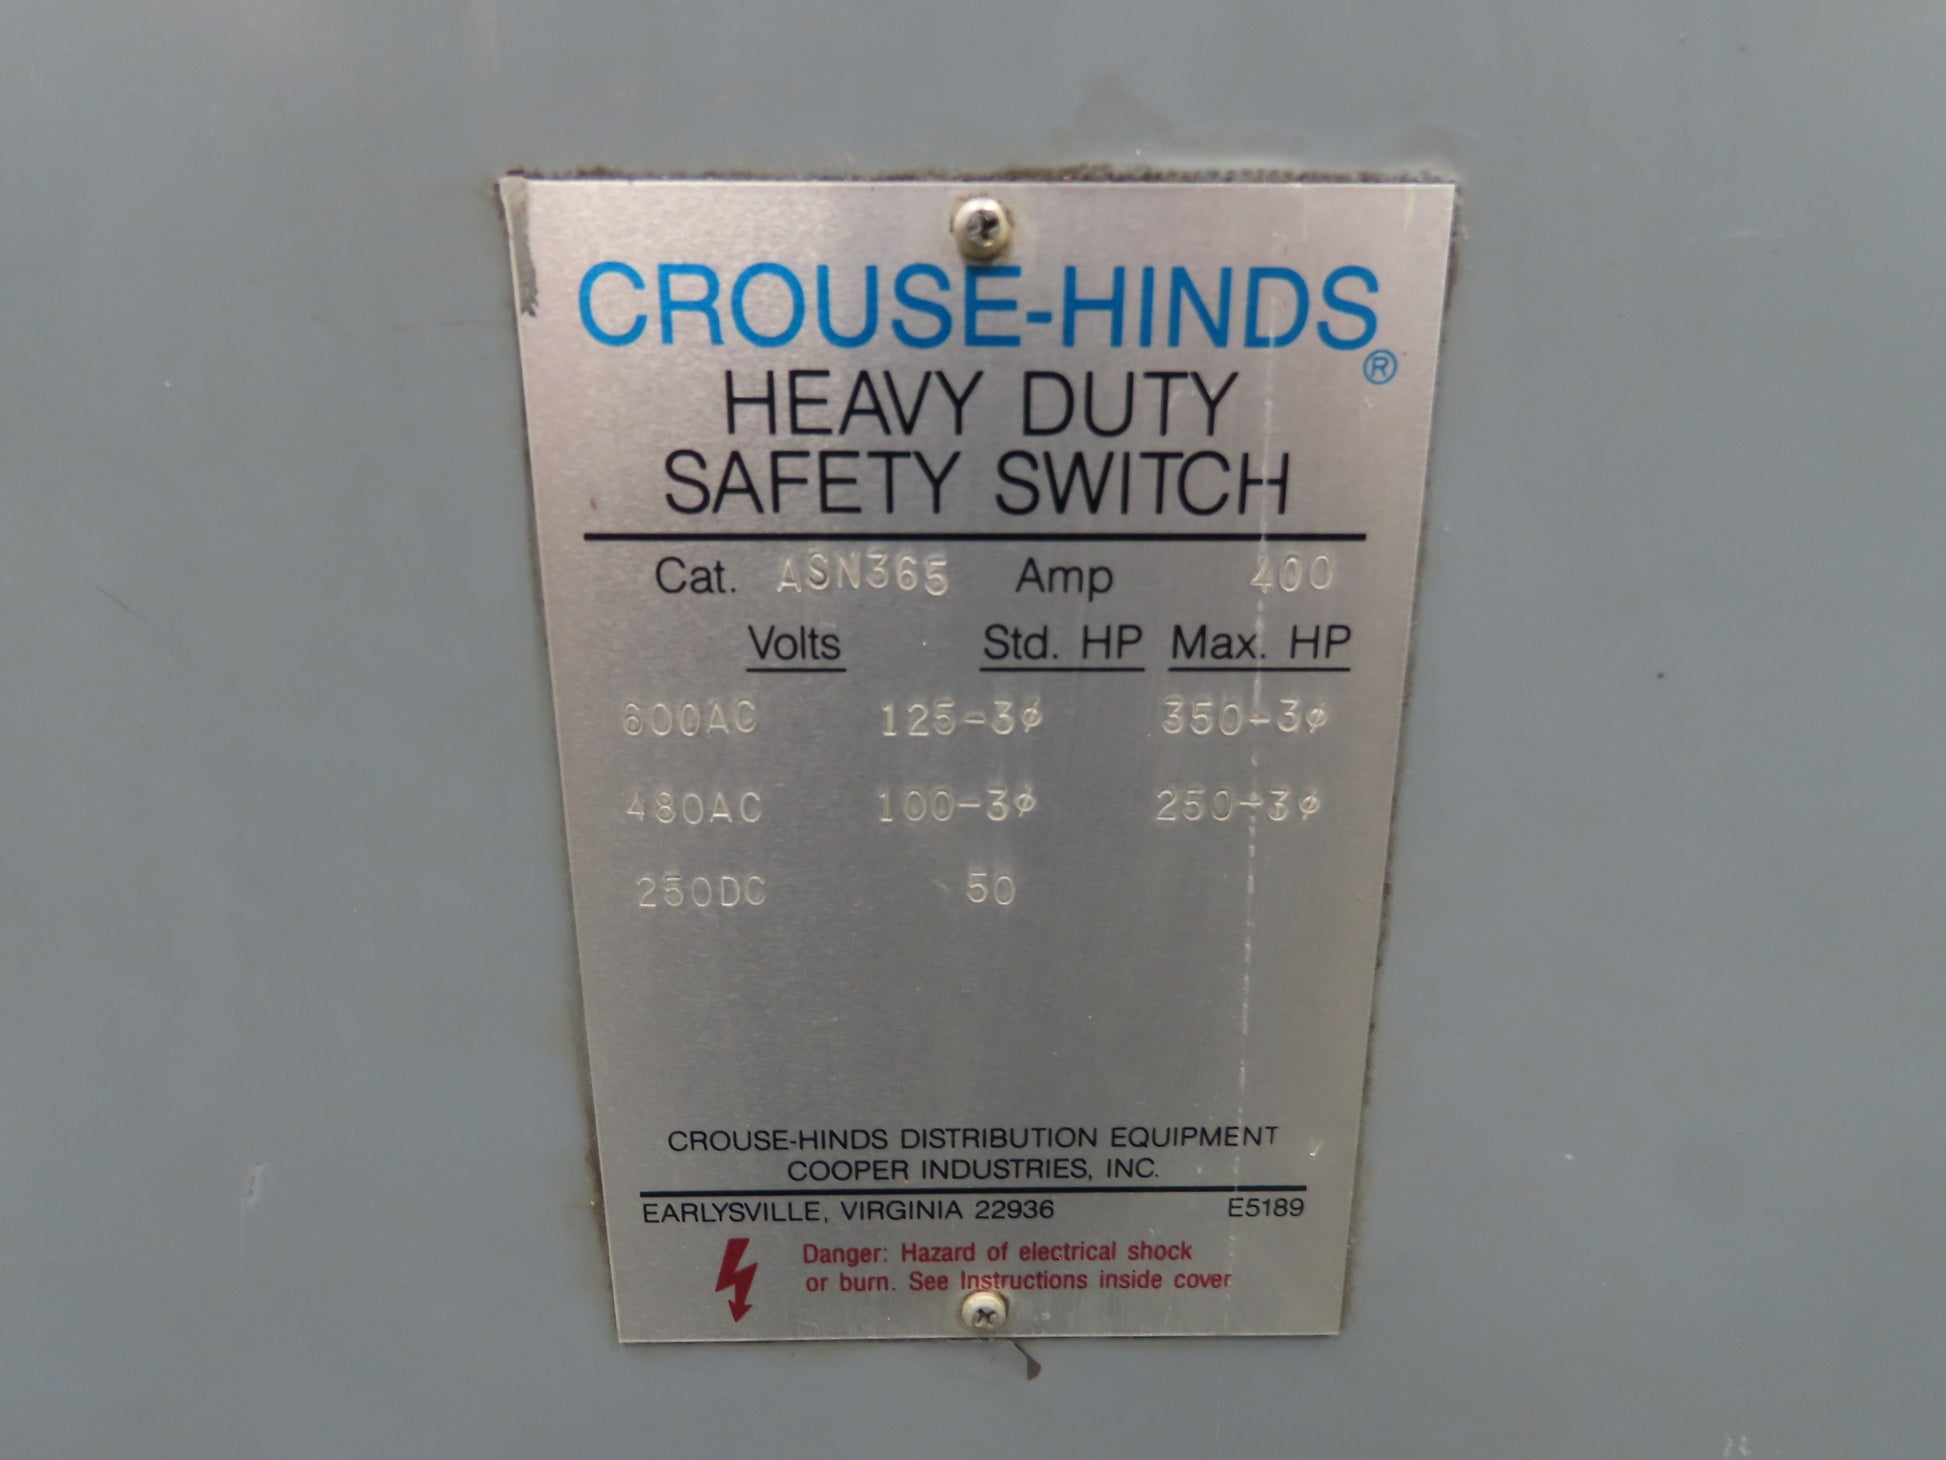 CROUSE-HINDS®
HEAVY DUTY
SAFETY SWITCH
Cat. ASN365 Amp 400
Volts Std. HP Max. HP
600AC 125-3ϕ 350-3ϕ
480AC 100-3ϕ 250-3ϕ
250DC 50
CROUSE-HINDS DISTRIBUTION EQUIPMENT
COOPER INDUSTRIES, INC.
EARLYSVILLE, VIRGINIA 22936 E5189
Danger: Hazard of electrical shock
or burn. See Instructions inside cover